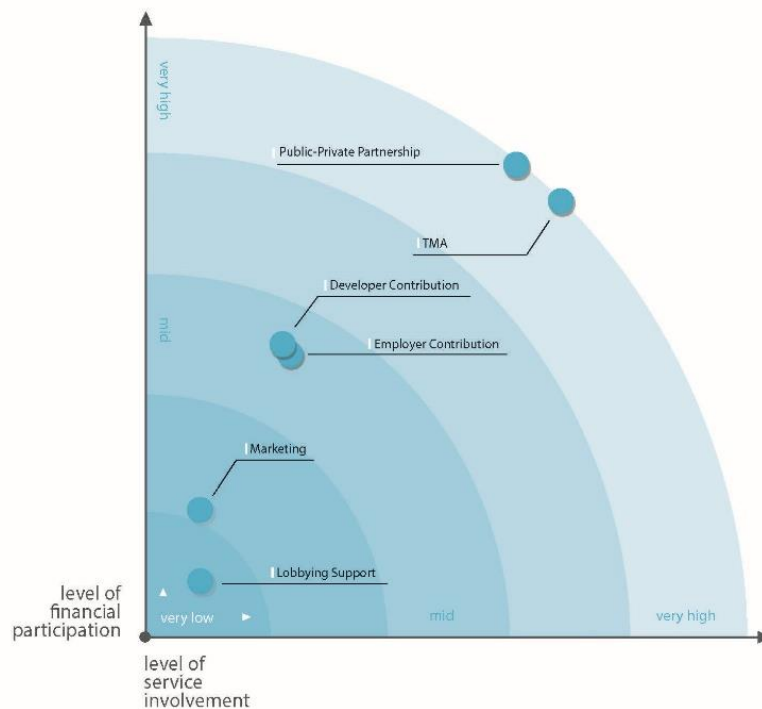 very high
Public-Private Partnership
TMA
Developer Contribution
mid
Employer Contribution
Marketing
Lobbying Support
level of
financial
participation
very low
mid
very high
level of
service
involvement